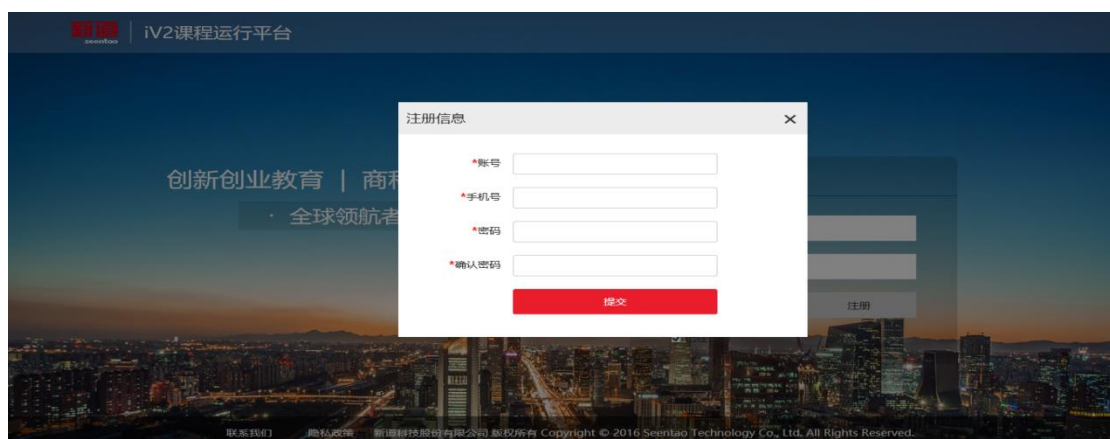 新道
seentao
iV2课程运行平台
注册信息
×
*账号
创新创业教育 | 商科
*手机号
· 全球领航者
*密码
*确认密码
提交
注册
联系我们 隐私政策 新道科技股份有限公司 版权所有 Copyright © 2016 Seentao Technology Co., Ltd. All Rights Reserved.